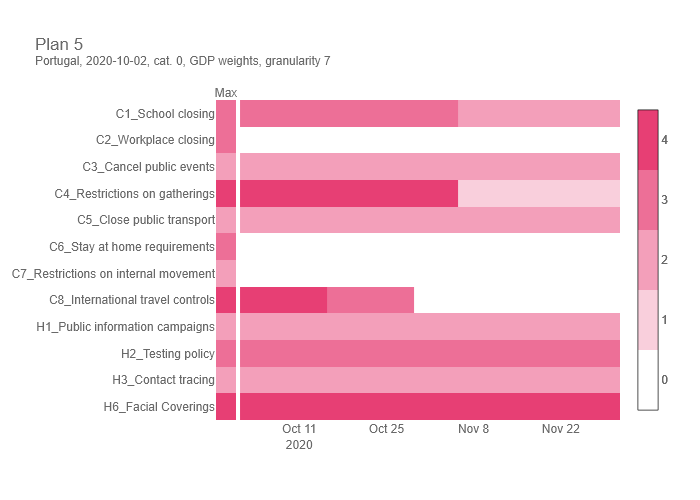 Plan 5
Portugal, 2020-10-02, cat. 0, GDP weights, granularity 7
Max
C1_School closing
C2_Workplace closing
C3_Cancel public events
C4_Restrictions on gatherings
C5_Close public transport
C6_Stay at home requirements
C7_Restrictions on internal movement
C8_International travel controls
H1_Public information campaigns
H2_Testing policy
H3_Contact tracing
H6_Facial Coverings
Oct 11 Oct 25 Nov 8 Nov 22
2020
4
3
2
1
0